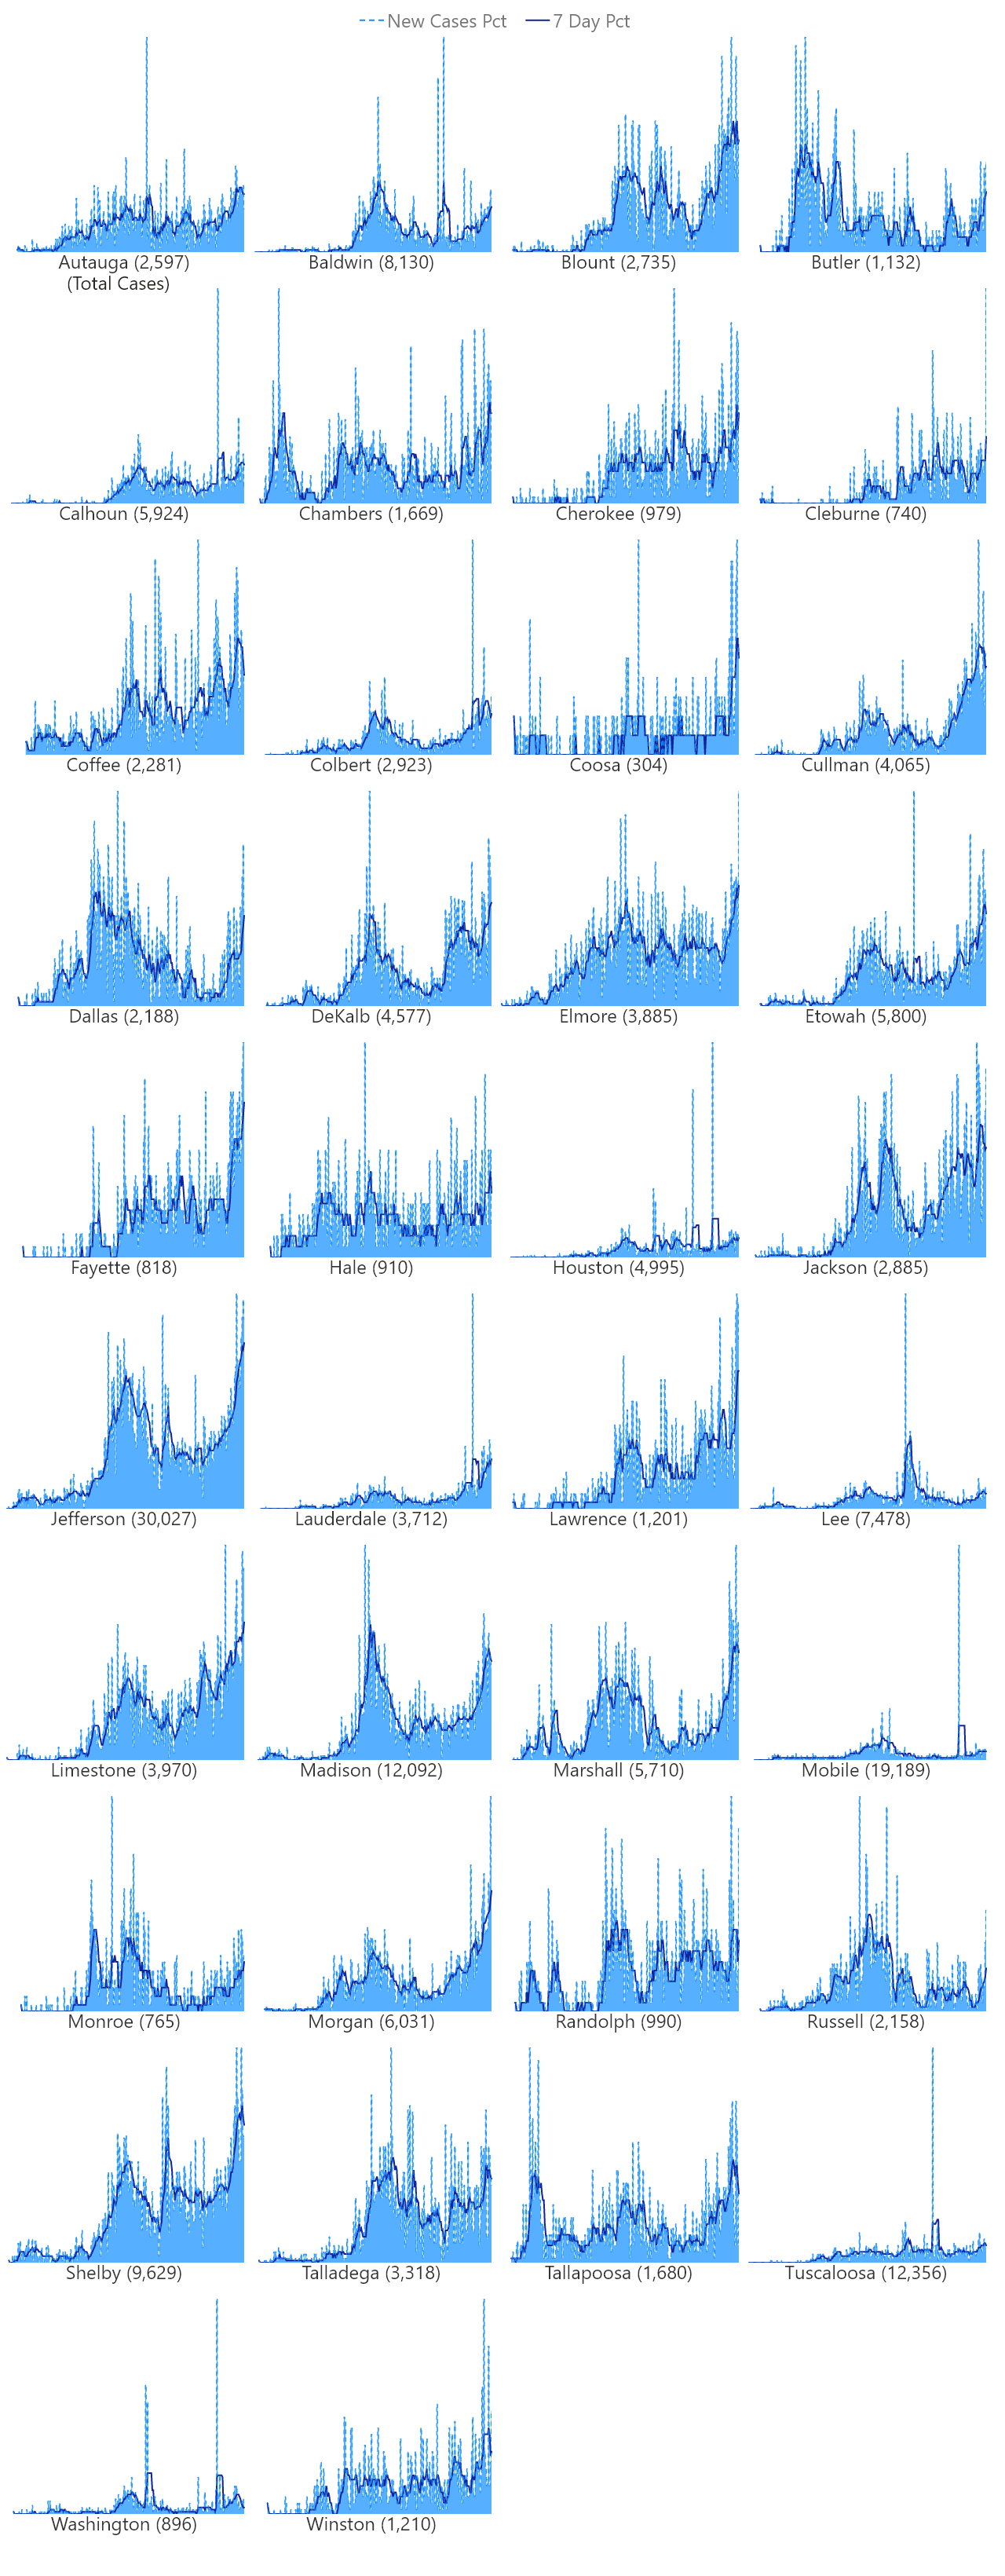 New Cases Pct 7 Day Pct
Autauga (2,597) Baldwin (8,130) Blount (2,735) Butler (1,132)
(Total Cases)
Calhoun (5,924) Chambers (1,669) Cherokee (979) Cleburne (740)
Coffee (2,281) Colbert (2,923) Coosa (304) Cullman (4,065)
Dallas (2,188) DeKalb (4,577) Elmore (3,885) Etowah (5,800)
Fayette (818) Hale (910) Houston (4,995) Jackson (2,885)
Jefferson (30,027) Lauderdale (3,712) Lawrence (1,201) Lee (7,478)
Limestone (3,970) Madison (12,092) Marshall (5,710) Mobile (19,189)
Monroe (765) Morgan (6,031) Randolph (990) Russell (2,158)
Shelby (9,629) Talladega (3,318) Tallapoosa (1,680) Tuscaloosa (12,356)
Washington (896) Winston (1,210)